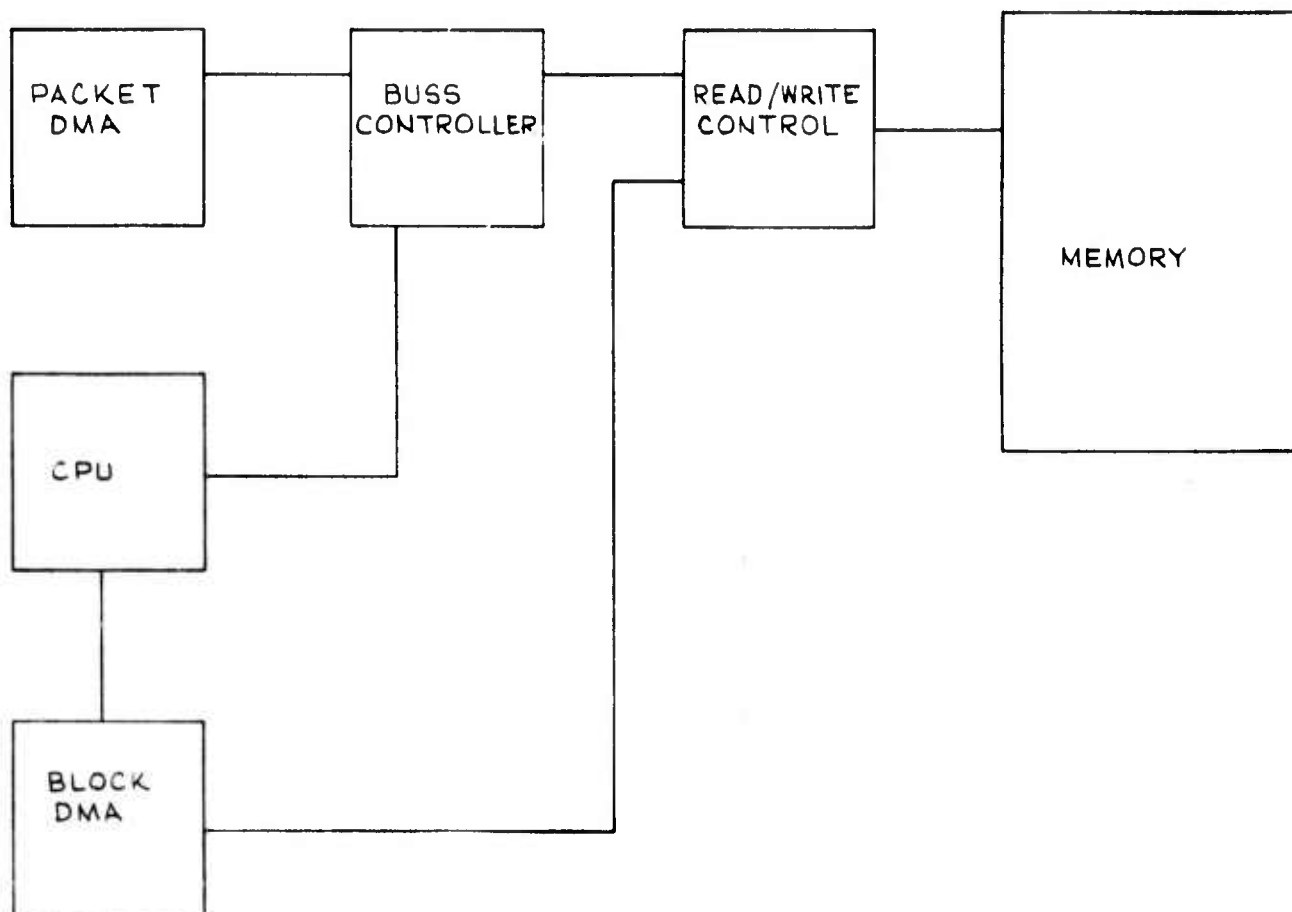 PACKET
DMA
BUSS
CONTROLLER
READ/WRITE
CONTROL
MEMORY
CPU
BLOCK
DMA